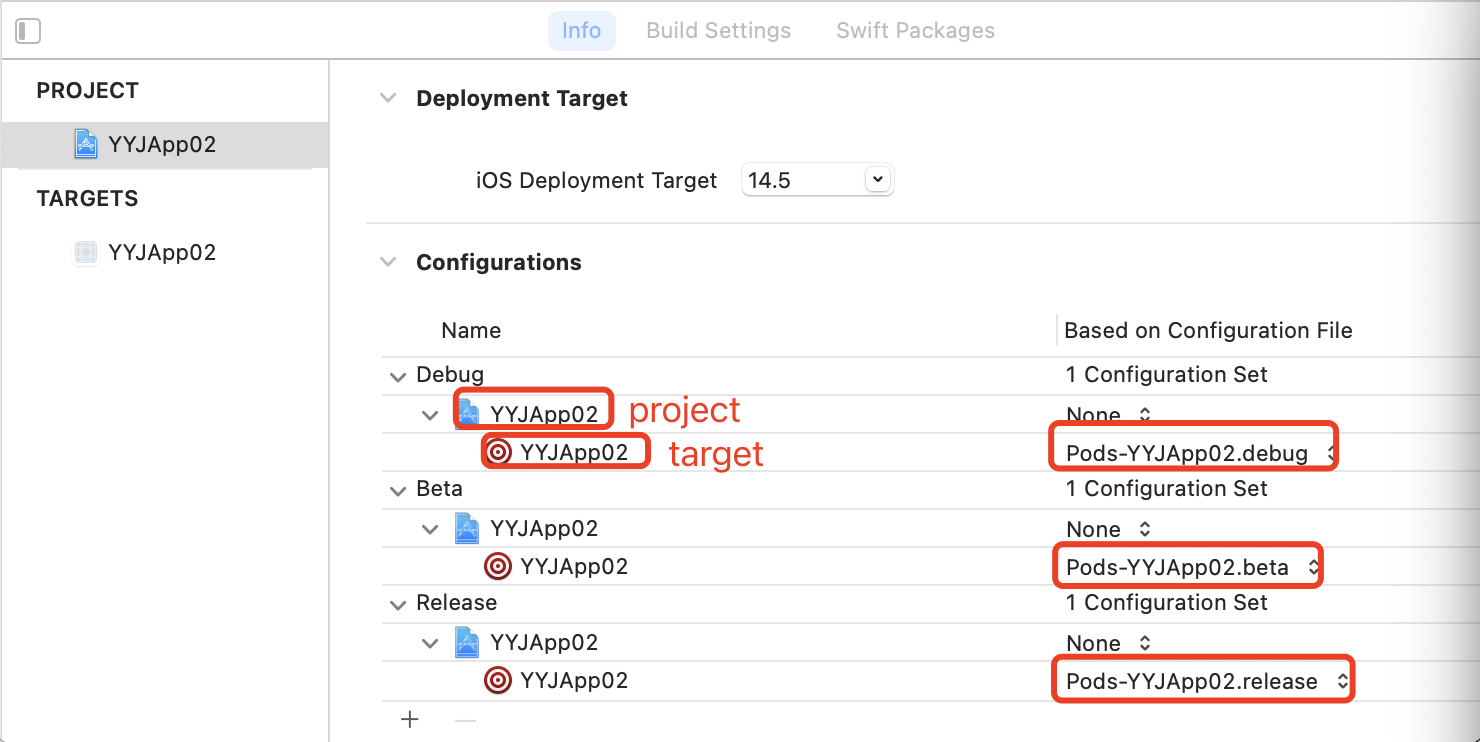 Info Build Settings Swift Packages
PROJECT
YYJApp02
TARGETS
YYJApp02
Deployment Target
iOS Deployment Target 14.5
Configurations
Name Based on Configuration File
Debug 1 Configuration Set
YYJApp02 project None
YYJApp02 target Pods-YYJApp02.debug
Beta 1 Configuration Set
YYJApp02 None
YYJApp02 Pods-YYJApp02.beta
Release 1 Configuration Set
YYJApp02 None
YYJApp02 Pods-YYJApp02.release